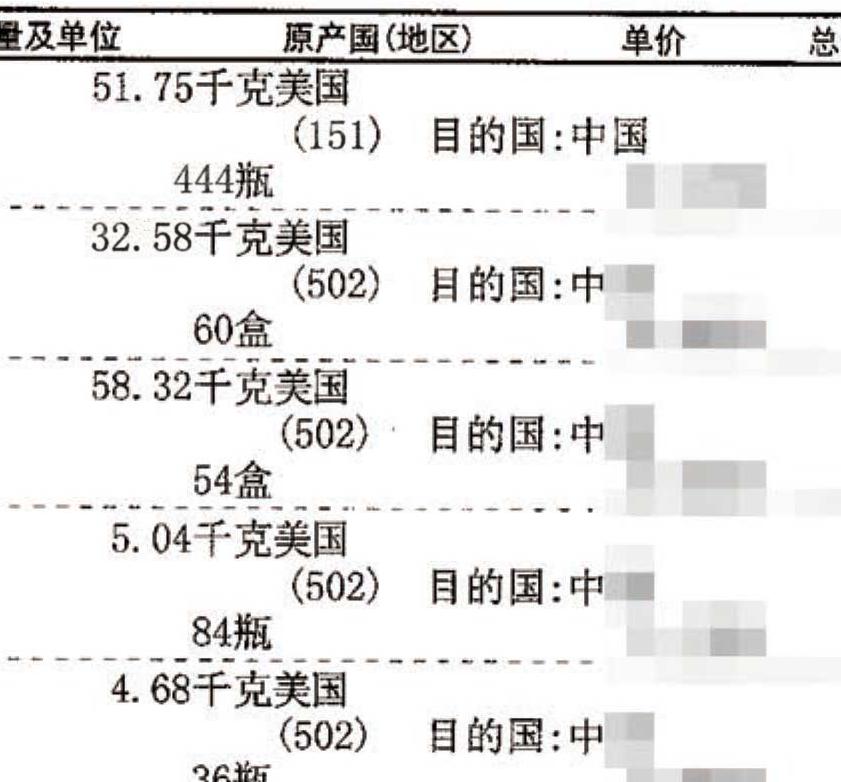 量及单位 原产国(地区) 单价 总
51.75千克美国
(151) 目的国:中国
444瓶
32.58千克美国
(502) 目的国:中
60盒
58.32千克美国
(502) 目的国:中
54盒
5.04千克美国
(502) 目的国:中
84瓶
4.68千克美国
(502) 目的国:中
36瓶